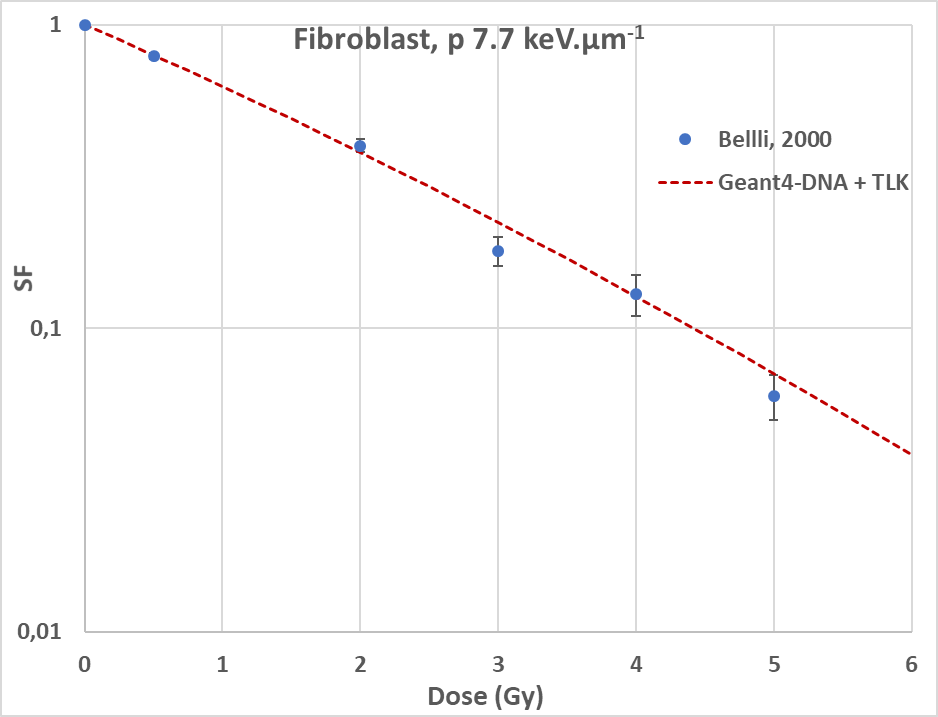 Fibroblast, p 7.7 keV.µm-1
1
0,1
0,01
SF
Bellli, 2000
Geant4-DNA + TLK
0 1 2 3 4 5 6
Dose (Gy)